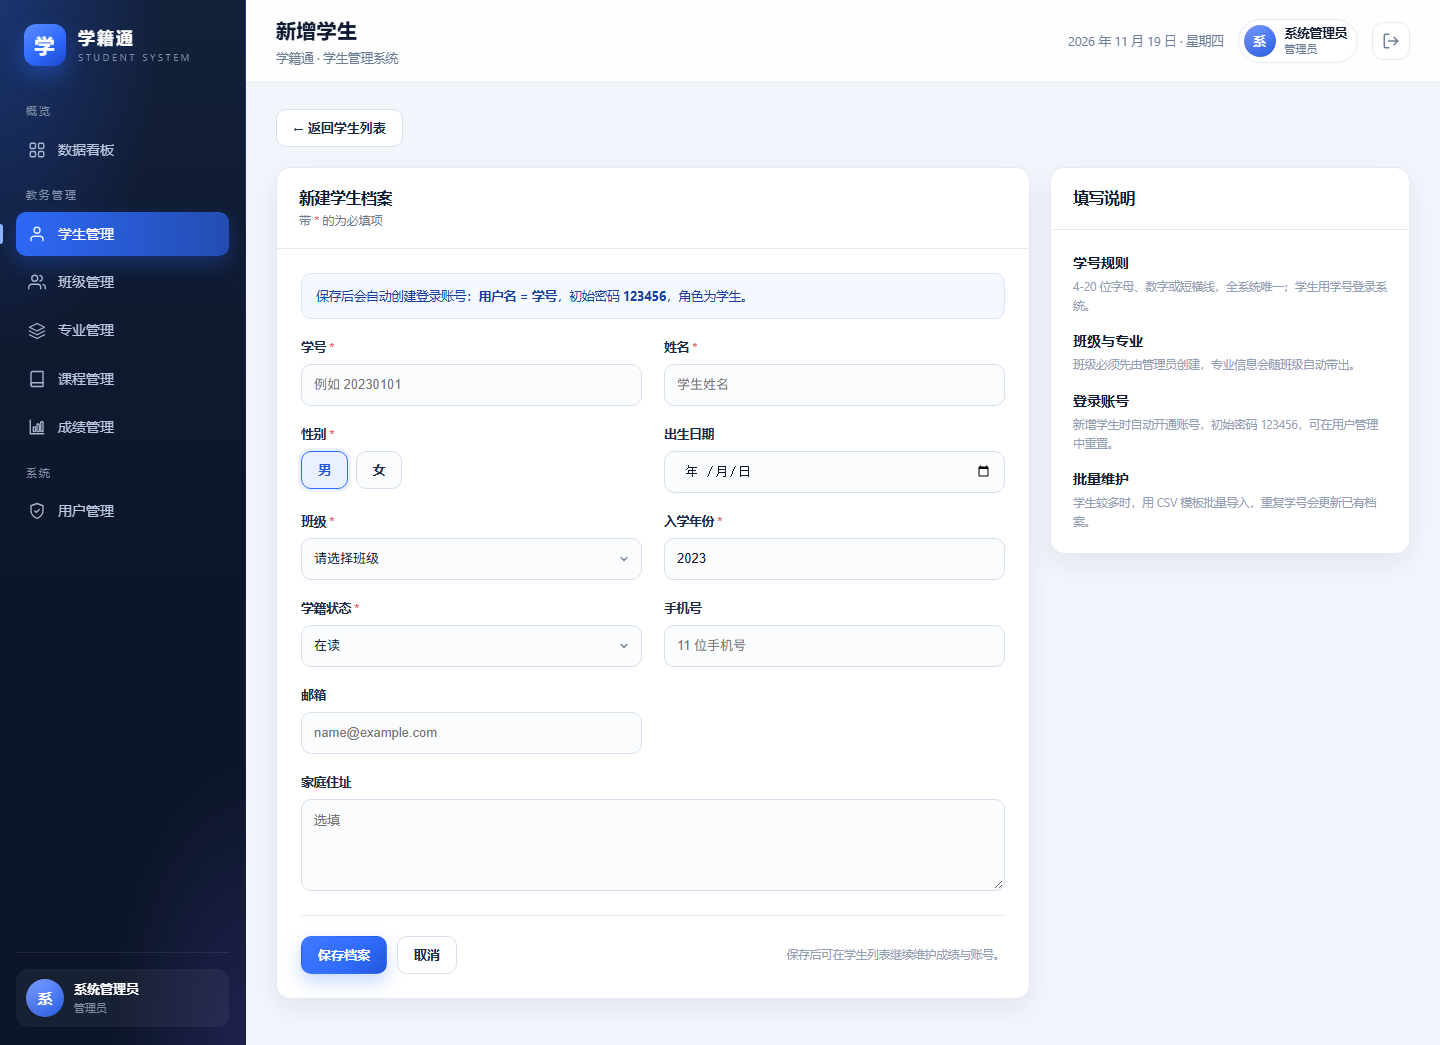 学
学籍通
STUDENT SYSTEM
概览
数据看板
教务管理
学生管理
班级管理
专业管理
课程管理
成绩管理
系统
用户管理
系
系统管理员
管理员
新增学生
学籍通 · 学生管理系统
2026 年 11 月 19 日 · 星期四
系
系统管理员
管理员
← 返回学生列表
新建学生档案
带 * 的为必填项
保存后会自动创建登录账号：用户名 = 学号，初始密码 123456，角色为学生。
学号 *
例如 20230101
姓名 *
学生姓名
性别 *
男
女
出生日期
年 /月/日
班级 *
请选择班级
入学年份 *
2023
学籍状态 *
在读
手机号
11 位手机号
邮箱
name@example.com
家庭住址
选填
保存档案
取消
保存后可在学生列表继续维护成绩与账号。
填写说明
学号规则
4-20 位字母、数字或短横线，全系统唯一；学生用学号登录系
统。
班级与专业
班级必须先由管理员创建，专业信息会随班级自动带出。
登录账号
新增学生时自动开通账号，初始密码 123456，可在用户管理
中重置。
批量维护
学生较多时，用 CSV 模板批量导入，重复学号会更新已有档
案。